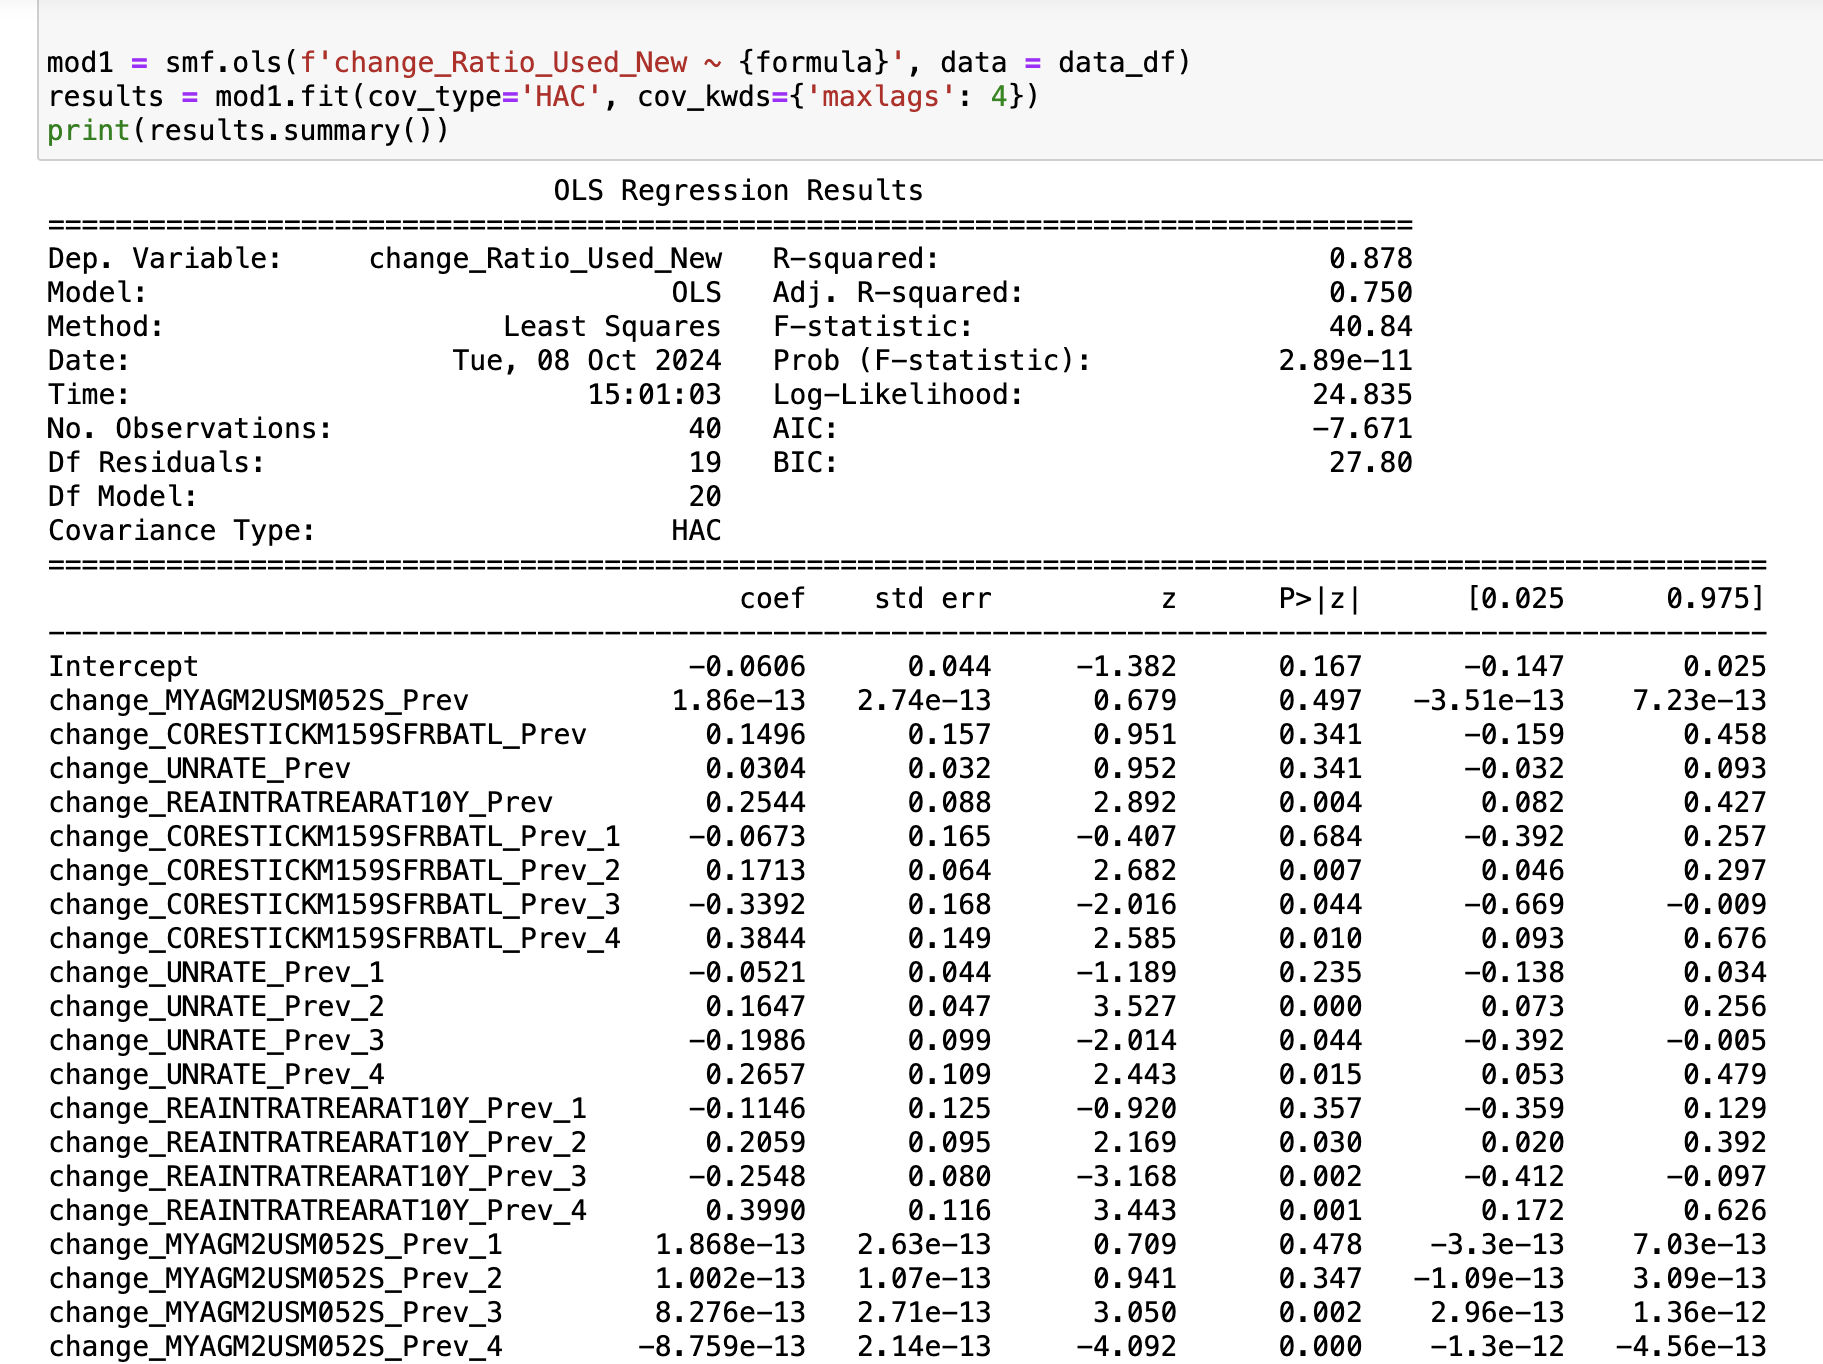 mod1 = smf.ols(f'change_Ratio_Used_New ~ {formula}', data = data_df)
results = mod1.fit(cov_type='HAC', cov_kwds={'maxlags': 4})
print(results.summary())
OLS Regression Results
==============================================================================
Dep. Variable: change_Ratio_Used_New R-squared: 0.878
Model: OLS Adj. R-squared: 0.750
Method: Least Squares F-statistic: 40.84
Date: Tue, 08 Oct 2024 Prob (F-statistic): 2.89e-11
Time: 15:01:03 Log-Likelihood: 24.835
No. Observations: 40 AIC: -7.671
Df Residuals: 19 BIC: 27.80
Df Model: 20
Covariance Type: HAC
======================================================================================================
coef std err z P>|z| [0.025 0.975]
------------------------------------------------------------------------------------------------------
Intercept -0.0606 0.044 -1.382 0.167 -0.147 0.025
change_MYAGM2USM052S_Prev 1.86e-13 2.74e-13 0.679 0.497 -3.51e-13 7.23e-13
change_CORESTICKM159SFRBATL_Prev 0.1496 0.157 0.951 0.341 -0.159 0.458
change_UNRATE_Prev 0.0304 0.032 0.952 0.341 -0.032 0.093
change_REAINTRATREARAT10Y_Prev 0.2544 0.088 2.892 0.004 0.082 0.427
change_CORESTICKM159SFRBATL_Prev_1 -0.0673 0.165 -0.407 0.684 -0.392 0.257
change_CORESTICKM159SFRBATL_Prev_2 0.1713 0.064 2.682 0.007 0.046 0.297
change_CORESTICKM159SFRBATL_Prev_3 -0.3392 0.168 -2.016 0.044 -0.669 -0.009
change_CORESTICKM159SFRBATL_Prev_4 0.3844 0.149 2.585 0.010 0.093 0.676
change_UNRATE_Prev_1 -0.0521 0.044 -1.189 0.235 -0.138 0.034
change_UNRATE_Prev_2 0.1647 0.047 3.527 0.000 0.073 0.256
change_UNRATE_Prev_3 -0.1986 0.099 -2.014 0.044 -0.392 -0.005
change_UNRATE_Prev_4 0.2657 0.109 2.443 0.015 0.053 0.479
change_REAINTRATREARAT10Y_Prev_1 -0.1146 0.125 -0.920 0.357 -0.359 0.129
change_REAINTRATREARAT10Y_Prev_2 0.2059 0.095 2.169 0.030 0.020 0.392
change_REAINTRATREARAT10Y_Prev_3 -0.2548 0.080 -3.168 0.002 -0.412 -0.097
change_REAINTRATREARAT10Y_Prev_4 0.3990 0.116 3.443 0.001 0.172 0.626
change_MYAGM2USM052S_Prev_1 1.868e-13 2.63e-13 0.709 0.478 -3.3e-13 7.03e-13
change_MYAGM2USM052S_Prev_2 1.002e-13 1.07e-13 0.941 0.347 -1.09e-13 3.09e-13
change_MYAGM2USM052S_Prev_3 8.276e-13 2.71e-13 3.050 0.002 2.96e-13 1.36e-12
change_MYAGM2USM052S_Prev_4 -8.759e-13 2.14e-13 -4.092 0.000 -1.3e-12 -4.56e-13